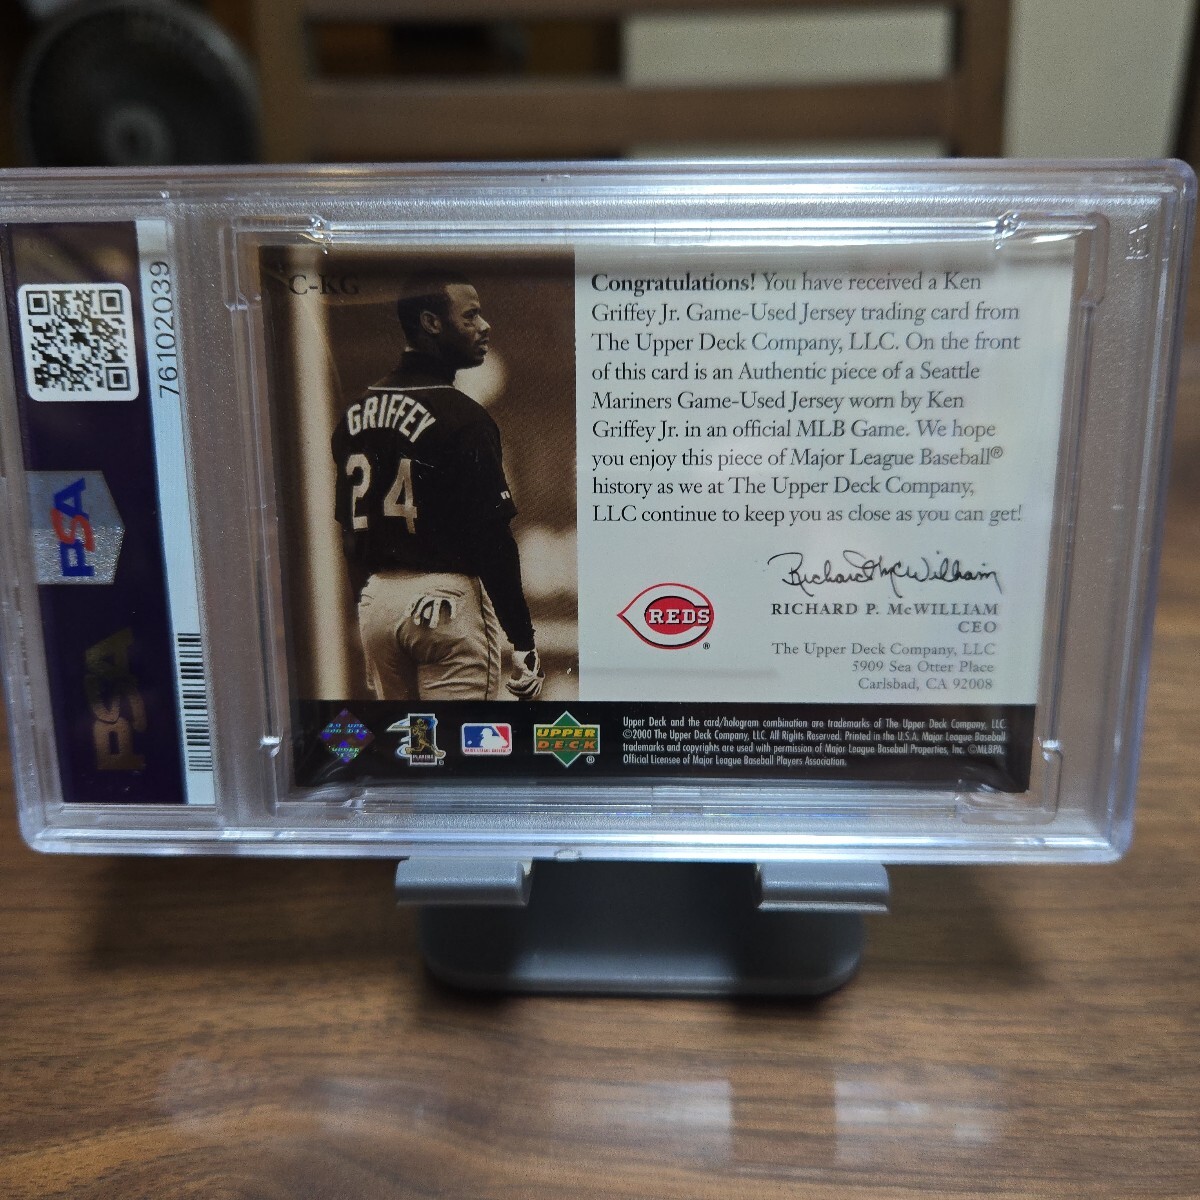 76102039
PSA
PSA
C-KG
GRIFFEY
24
Congratulations! You have received a Ken
Griffey Jr. Game-Used Jersey trading card from
The Upper Deck Company, LLC. On the front
of this card is an Authentic piece of a Seattle
Mariners Game-Used Jersey worn by Ken
Griffey Jr. in an official MLB Game. We hope
you enjoy this piece of Major League Baseball®
history as we at The Upper Deck Company,
LLC continue to keep you as close as you can get!
Richard McWilliam
REDS®
RICHARD P. McWILLIAM
CEO
The Upper Deck Company, LLC
5909 Sea Otter Place
Carlsbad, CA 92008
UPPER
DECK®
Upper Deck and the card/hologram combination are trademarks of The Upper Deck Company, LLC.
©2000 The Upper Deck Company, LLC. All Rights Reserved. Printed in the U.S.A. Major League Baseball
trademarks and copyrights are used with permission of Major League Baseball Properties, Inc. ©MLBPA
Official Licensee of Major League Baseball Players Association.